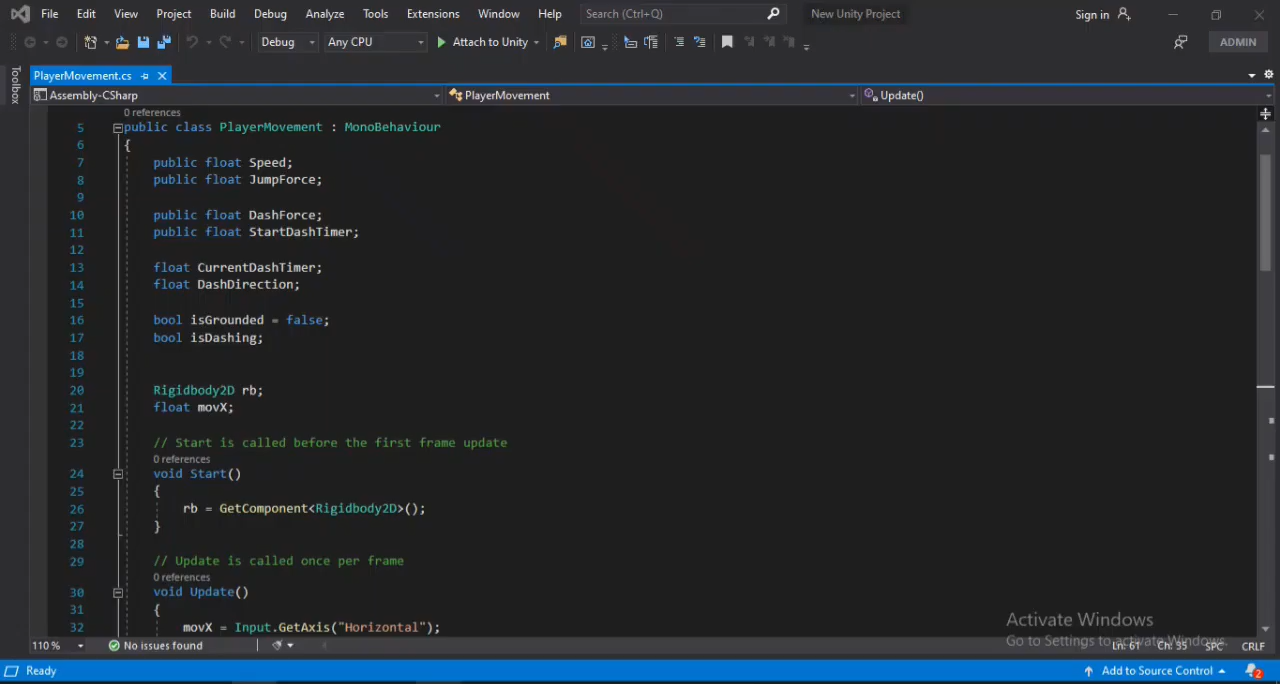 File Edit View Project Build Debug Analyze Tools Extensions Window Help Search (Ctrl+Q) New Unity Project Sign in
Debug Any CPU Attach to Unity ADMIN
Toolbox
PlayerMovement.cs
Assembly-CSharp PlayerMovement Update()
0 references
5 public class PlayerMovement : MonoBehaviour
6 {
7 public float Speed;
8 public float JumpForce;
9
10 public float DashForce;
11 public float StartDashTimer;
12
13 float CurrentDashTimer;
14 float DashDirection;
15
16 bool isGrounded = false;
17 bool isDashing;
18
19
20 Rigidbody2D rb;
21 float movX;
22
23 // Start is called before the first frame update
0 references
24 void Start()
25 {
26 rb = GetComponent<Rigidbody2D>();
27 }
28
29 // Update is called once per frame
0 references
30 void Update()
31 {
32 movX = Input.GetAxis("Horizontal");
Activate Windows
Go to Settings to activate Windows.
110 % No issues found Ln: 61 Ch: 35 SPC CRLF
Ready Add to Source Control 2